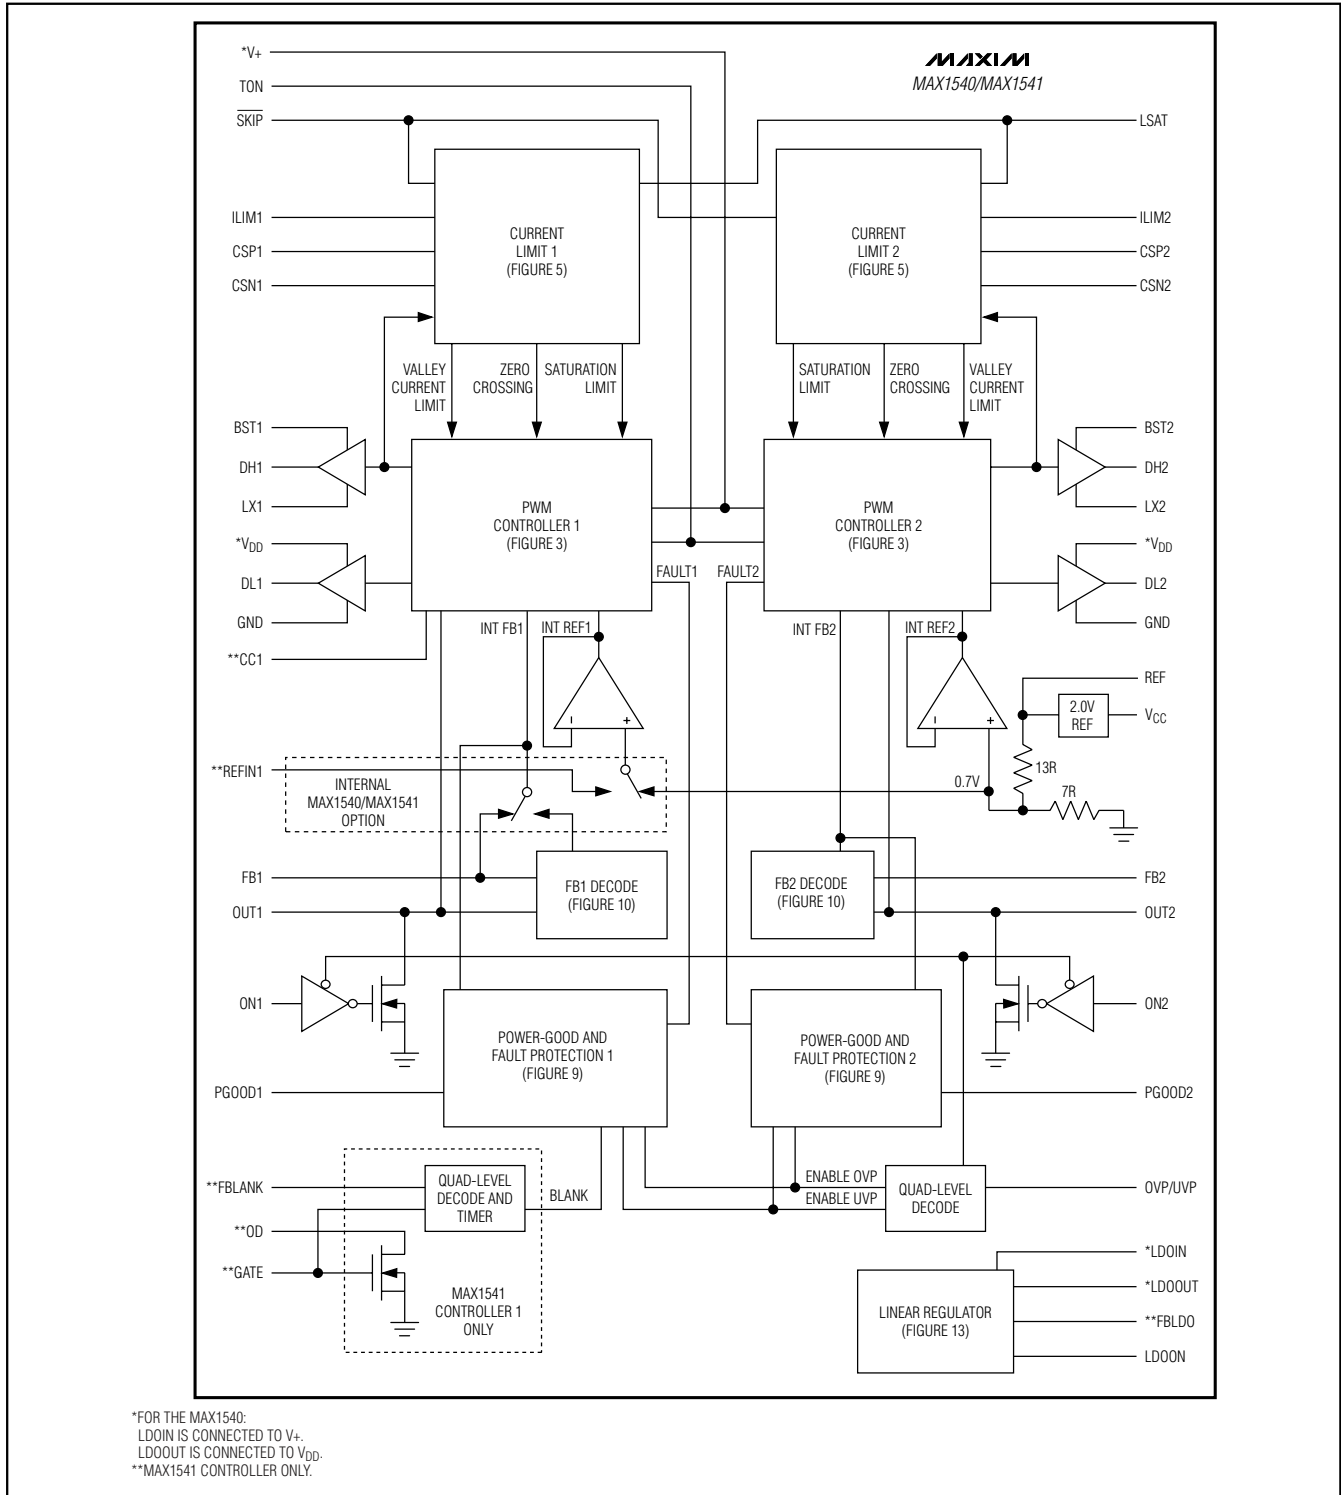 *V+
MAXIM
TON
MAX1540/MAX1541
SKIP
LSAT
ILIM1
ILIM2
CURRENT
LIMIT 1
(FIGURE 5)
CURRENT
LIMIT 2
(FIGURE 5)
CSP1
CSP2
CSN1
CSN2
VALLEY
CURRENT
LIMIT
ZERO
CROSSING
SATURATION
LIMIT
SATURATION
LIMIT
ZERO
CROSSING
VALLEY
CURRENT
LIMIT
BST1
BST2
DH1
DH2
LX1
LX2
PWM
CONTROLLER 1
(FIGURE 3)
PWM
CONTROLLER 2
(FIGURE 3)
*VDD
*VDD
FAULT1
FAULT2
DL1
DL2
GND
GND
INT FB1
INT REF1
INT FB2
INT REF2
**CC1
REF
2.0V
REF
VCC
-
+
-
+
**REFIN1
INTERNAL
MAX1540/MAX1541
OPTION
0.7V
13R
7R
FB1
FB1 DECODE
(FIGURE 10)
FB2 DECODE
(FIGURE 10)
FB2
OUT1
OUT2
ON1
ON2
POWER-GOOD AND
FAULT PROTECTION 1
(FIGURE 9)
POWER-GOOD AND
FAULT PROTECTION 2
(FIGURE 9)
PGOOD1
PGOOD2
**FBLANK
QUAD-LEVEL
DECODE AND
TIMER
BLANK
ENABLE OVP
ENABLE UVP
QUAD-LEVEL
DECODE
OVP/UVP
**OD
**GATE
MAX1541
CONTROLLER 1
ONLY
*LDOIN
*LDOOUT
LINEAR REGULATOR
(FIGURE 13)
**FBLDO
LDOON
*FOR THE MAX1540:
LDOIN IS CONNECTED TO V+.
LDOOUT IS CONNECTED TO VDD.
**MAX1541 CONTROLLER ONLY.